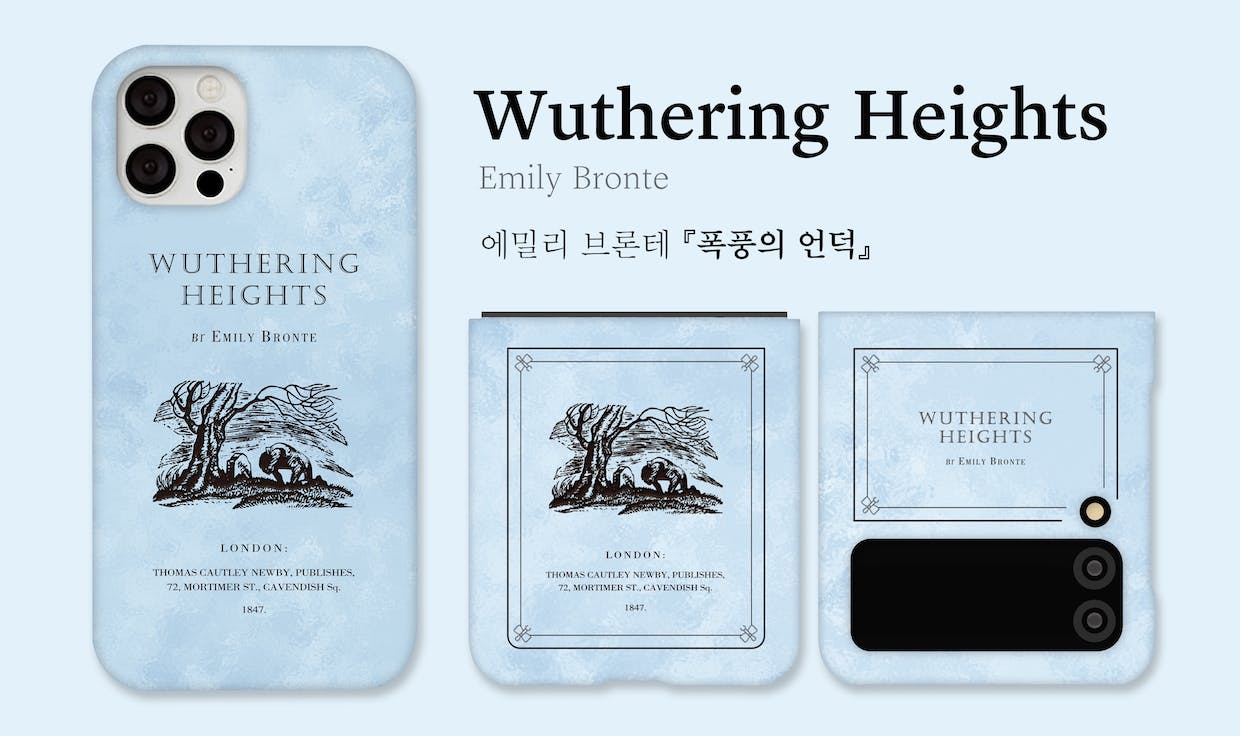 Wuthering Heights
Emily Bronte
에밀리 브론테 『폭풍의 언덕』
WUTHERING
HEIGHTS
BY EMILY BRONTE
LONDON:
THOMAS CAUTLEY NEWBY, PUBLISHES,
72, MORTIMER ST., CAVENDISH Sq.
1847.
LONDON:
THOMAS CAUTLEY NEWBY, PUBLISHES,
72, MORTIMER ST., CAVENDISH Sq.
1847.
WUTHERING
HEIGHTS
BY EMILY BRONTE